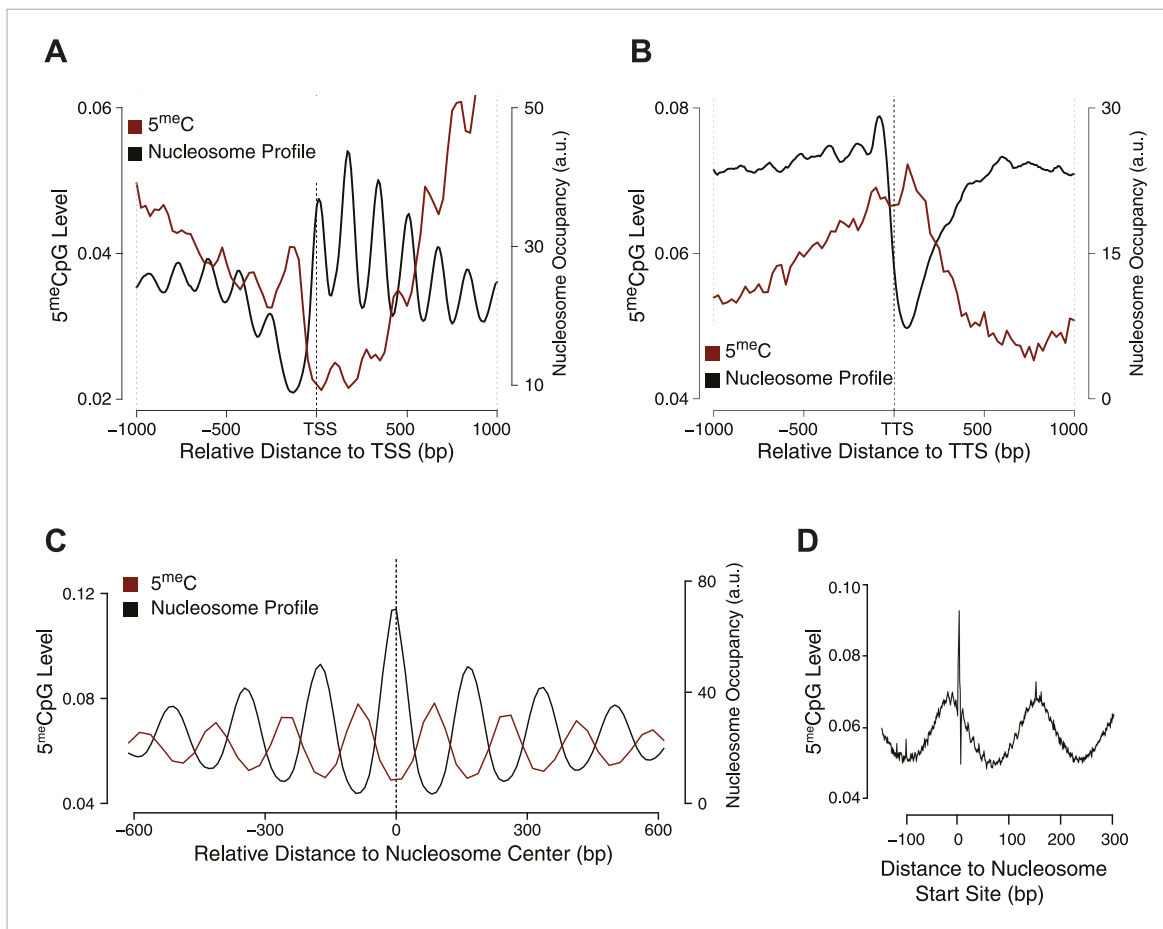 A
5meCpG Level
0.06
0.04
0.02
5meC
Nucleosome Profile
50
30
10
Nucleosome Occupancy (a.u.)
−1000
−500
TSS
500
1000
Relative Distance to TSS (bp)
B
5meCpG Level
0.08
0.06
0.04
5meC
Nucleosome Profile
30
15
0
Nucleosome Occupancy (a.u.)
−1000
−500
TTS
500
1000
Relative Distance to TTS (bp)
C
5meCpG Level
0.12
0.08
0.04
5meC
Nucleosome Profile
80
40
0
Nucleosome Occupancy (a.u.)
−600
−300
0
300
600
Relative Distance to Nucleosome Center (bp)
D
5meCpG Level
0.10
0.08
0.06
0.04
−100
0
100
200
300
Distance to Nucleosome
Start Site (bp)